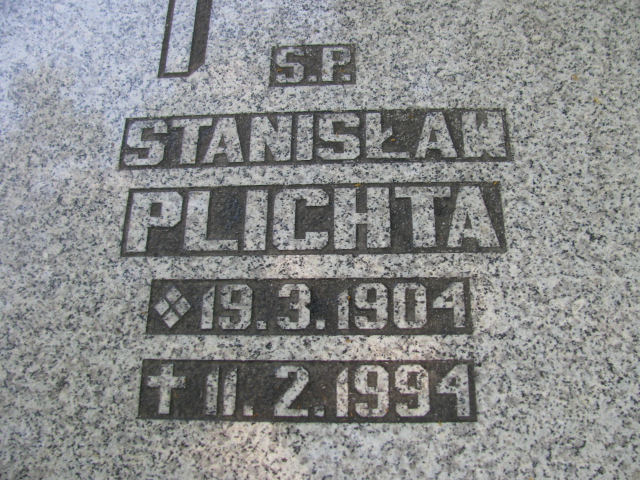 S.P.
STANISŁAW
PLICHTA
19.3.1904
11.2.1994